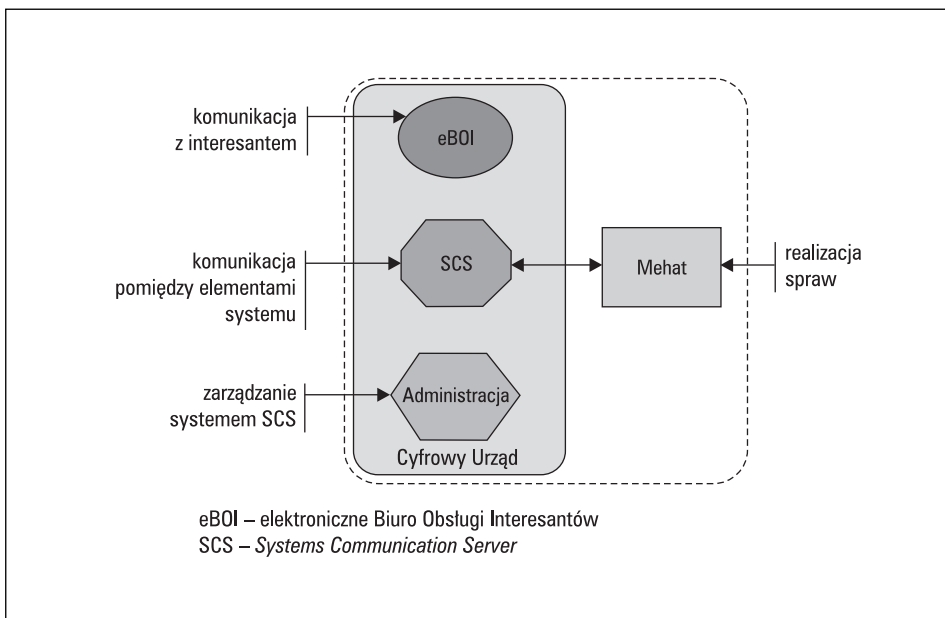 komunikacja
z interesantem
eBOI
komunikacja
pomiędzy elementami
systemu
SCS
Mehat
realizacja
spraw
zarządzanie
systemem SCS
Administracja
Cyfrowy Urząd
eBOI – elektroniczne Biuro Obsługi Interesantów
SCS – Systems Communication Server